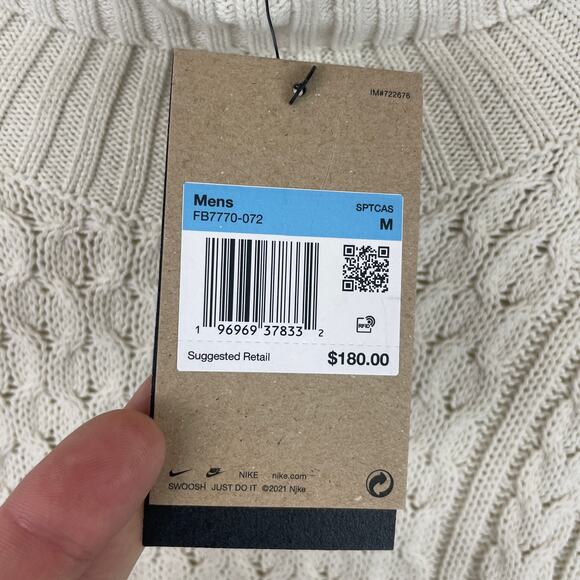 IM#722676
Mens SPTCAS
FB7770-072 M
1 96969 37833 2
RFID
Suggested Retail $180.00
NIKE nike.com
SWOOSH JUST DO IT ©2021 Nike